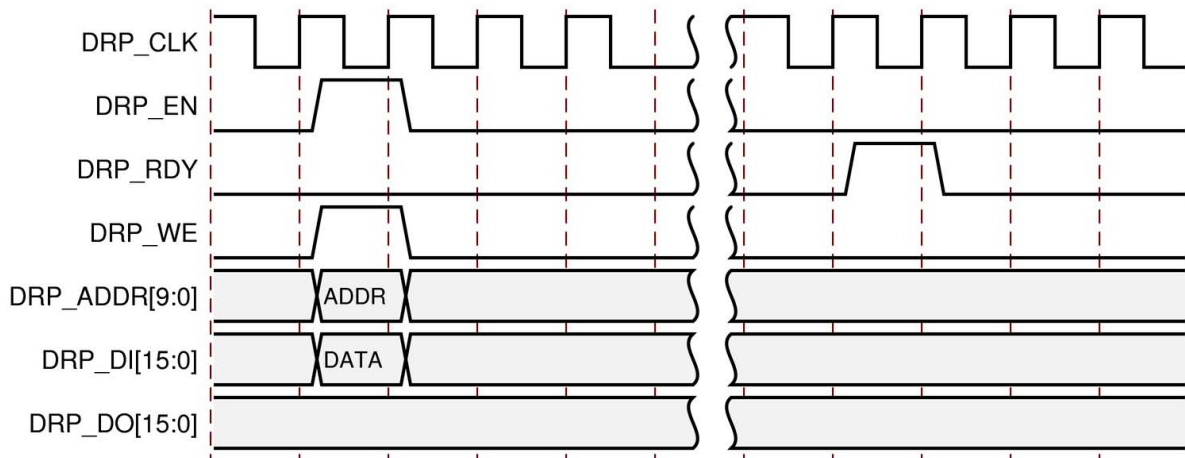 DRP_CLK
DRP_EN
DRP_RDY
DRP_WE
DRP_ADDR[9:0] ADDR
DRP_DI[15:0] DATA
DRP_DO[15:0]